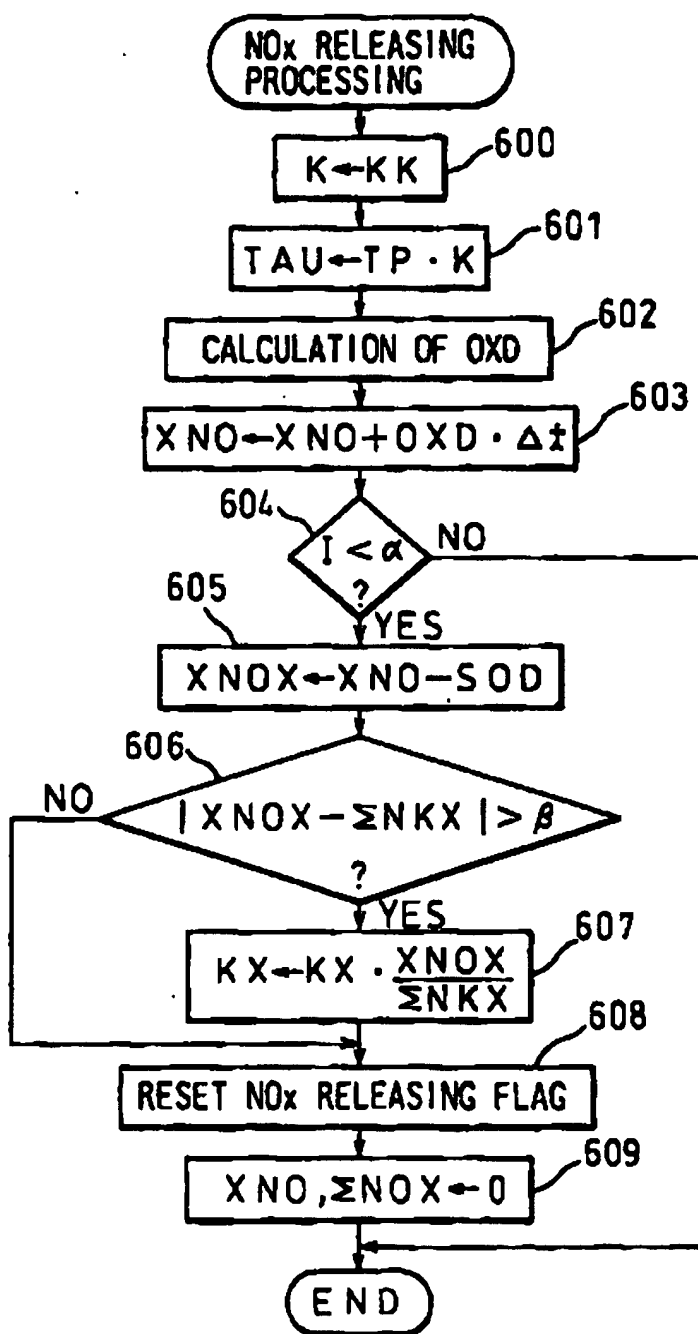 NOx RELEASING
PROCESSING
600
K←KK
601
TAU←TP·K
602
CALCULATION OF OXD
603
XNO←XNO+OXD·Δt
604
I<α
?
NO
YES
605
XNOX←XNO−SOD
606
NO
|XNOX−ΣNKX|>β
?
YES
607
KX←KX·XNOX/ΣNKX
608
RESET NOx RELEASING FLAG
609
XNO,ΣNOX←0
END